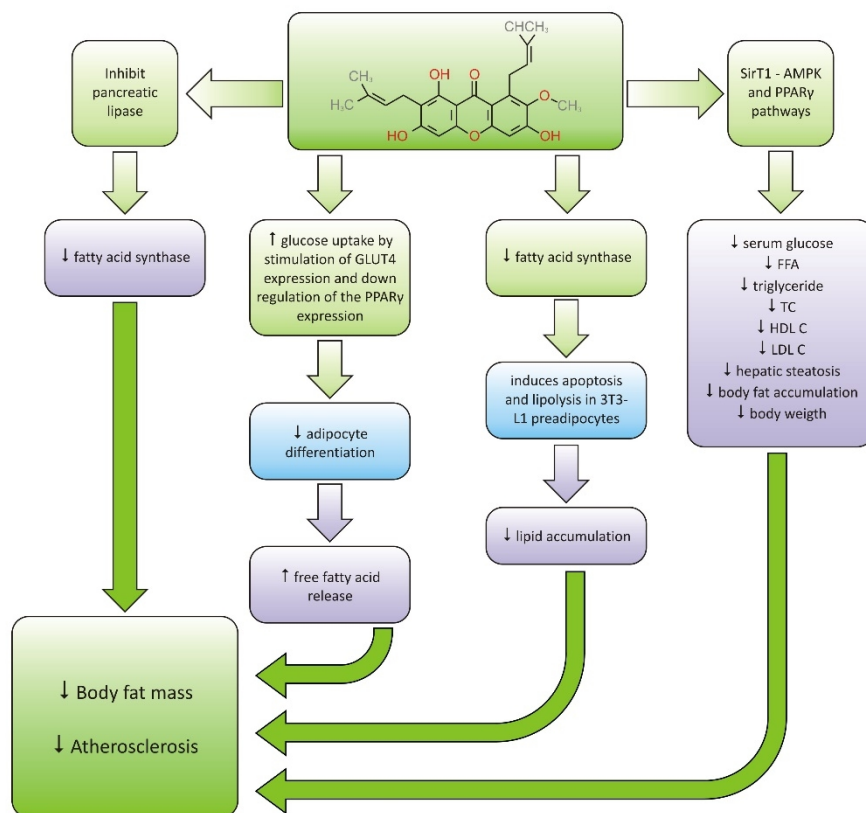 Inhibit
pancreatic
lipase
CHCH₃
CH₃
OH
O
H₃C
O
CH₃
HO
O
OH
SirT1 - AMPK
and PPARγ
pathways
↓ fatty acid synthase
↑ glucose uptake by
stimulation of GLUT4
expression and down
regulation of the PPARγ
expression
↓ fatty acid synthase
↓ serum glucose
↓ FFA
↓ triglyceride
↓ TC
↓ HDL C
↓ LDL C
↓ hepatic steatosis
↓ body fat accumulation
↓ body weigth
↓ adipocyte
differentiation
induces apoptosis
and lipolysis in 3T3-
L1 preadipocytes
↑ free fatty acid
release
↓ lipid accumulation
↓ Body fat mass
↓ Atherosclerosis